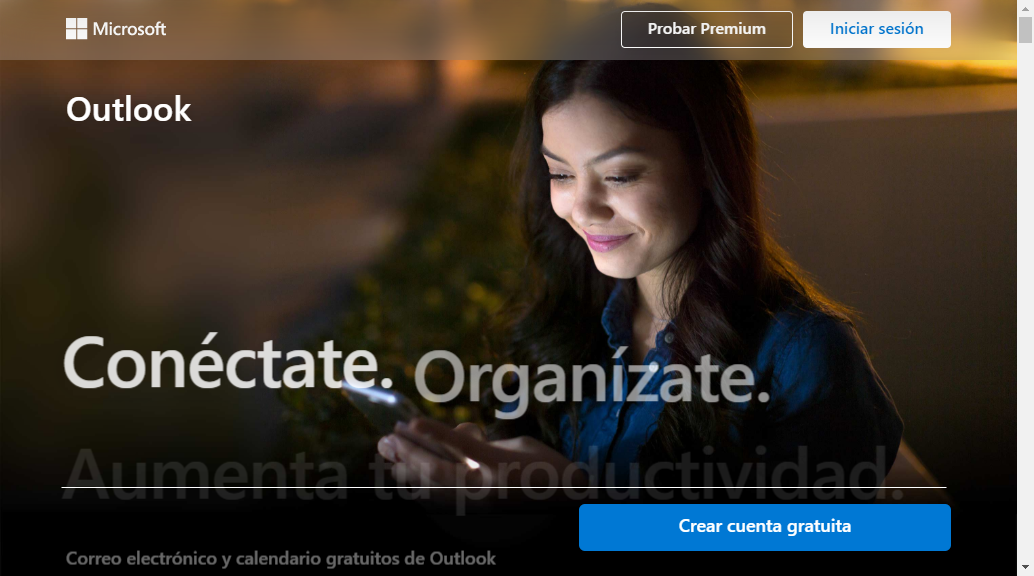 Microsoft
Probar Premium
Iniciar sesión
Outlook
Conéctate. Organízate.
Aumenta tu productividad.
Crear cuenta gratuita
Correo electrónico y calendario gratuitos de Outlook